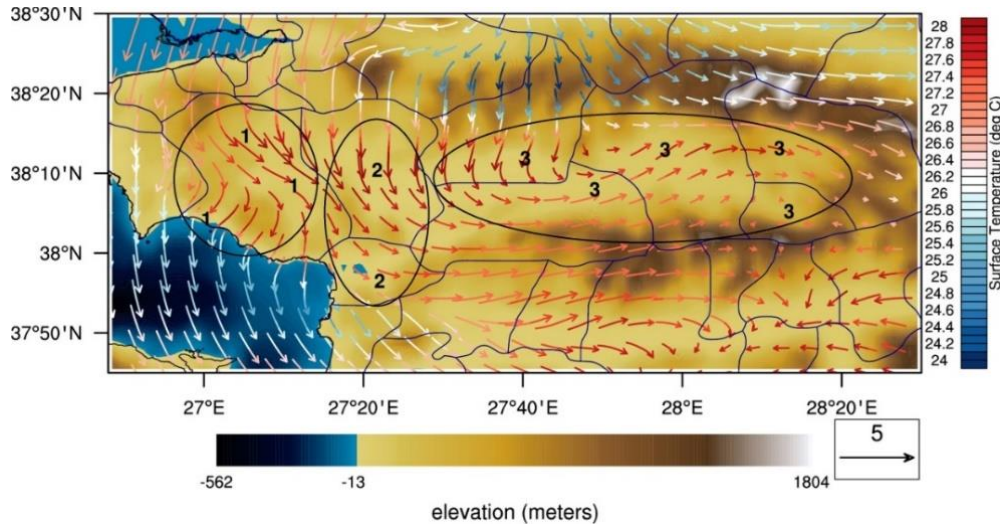 38°30' N
38°20' N
38°10' N
38° N
37°50' N
1
1
1
2
2
3
3
3
3
3
27°E
27°20'E
27°40'E
28°E
28°20'E
28
27.8
27.6
27.4
27.2
27
26.8
26.6
26.4
26.2
26
25.8
25.6
25.4
25.2
25
24.8
24.6
24.4
24.2
24
Surface Temperature (deg C)
-562
-13
1804
elevation (meters)
5